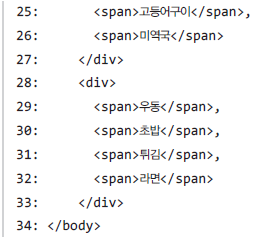 25:       <span>고등어구이</span>,
26:       <span>미역국</span>
27:     </div>
28:     <div>
29:       <span>우동</span>,
30:       <span>초밥</span>,
31:       <span>튀김</span>,
32:       <span>라면</span>
33:     </div>
34: </body>